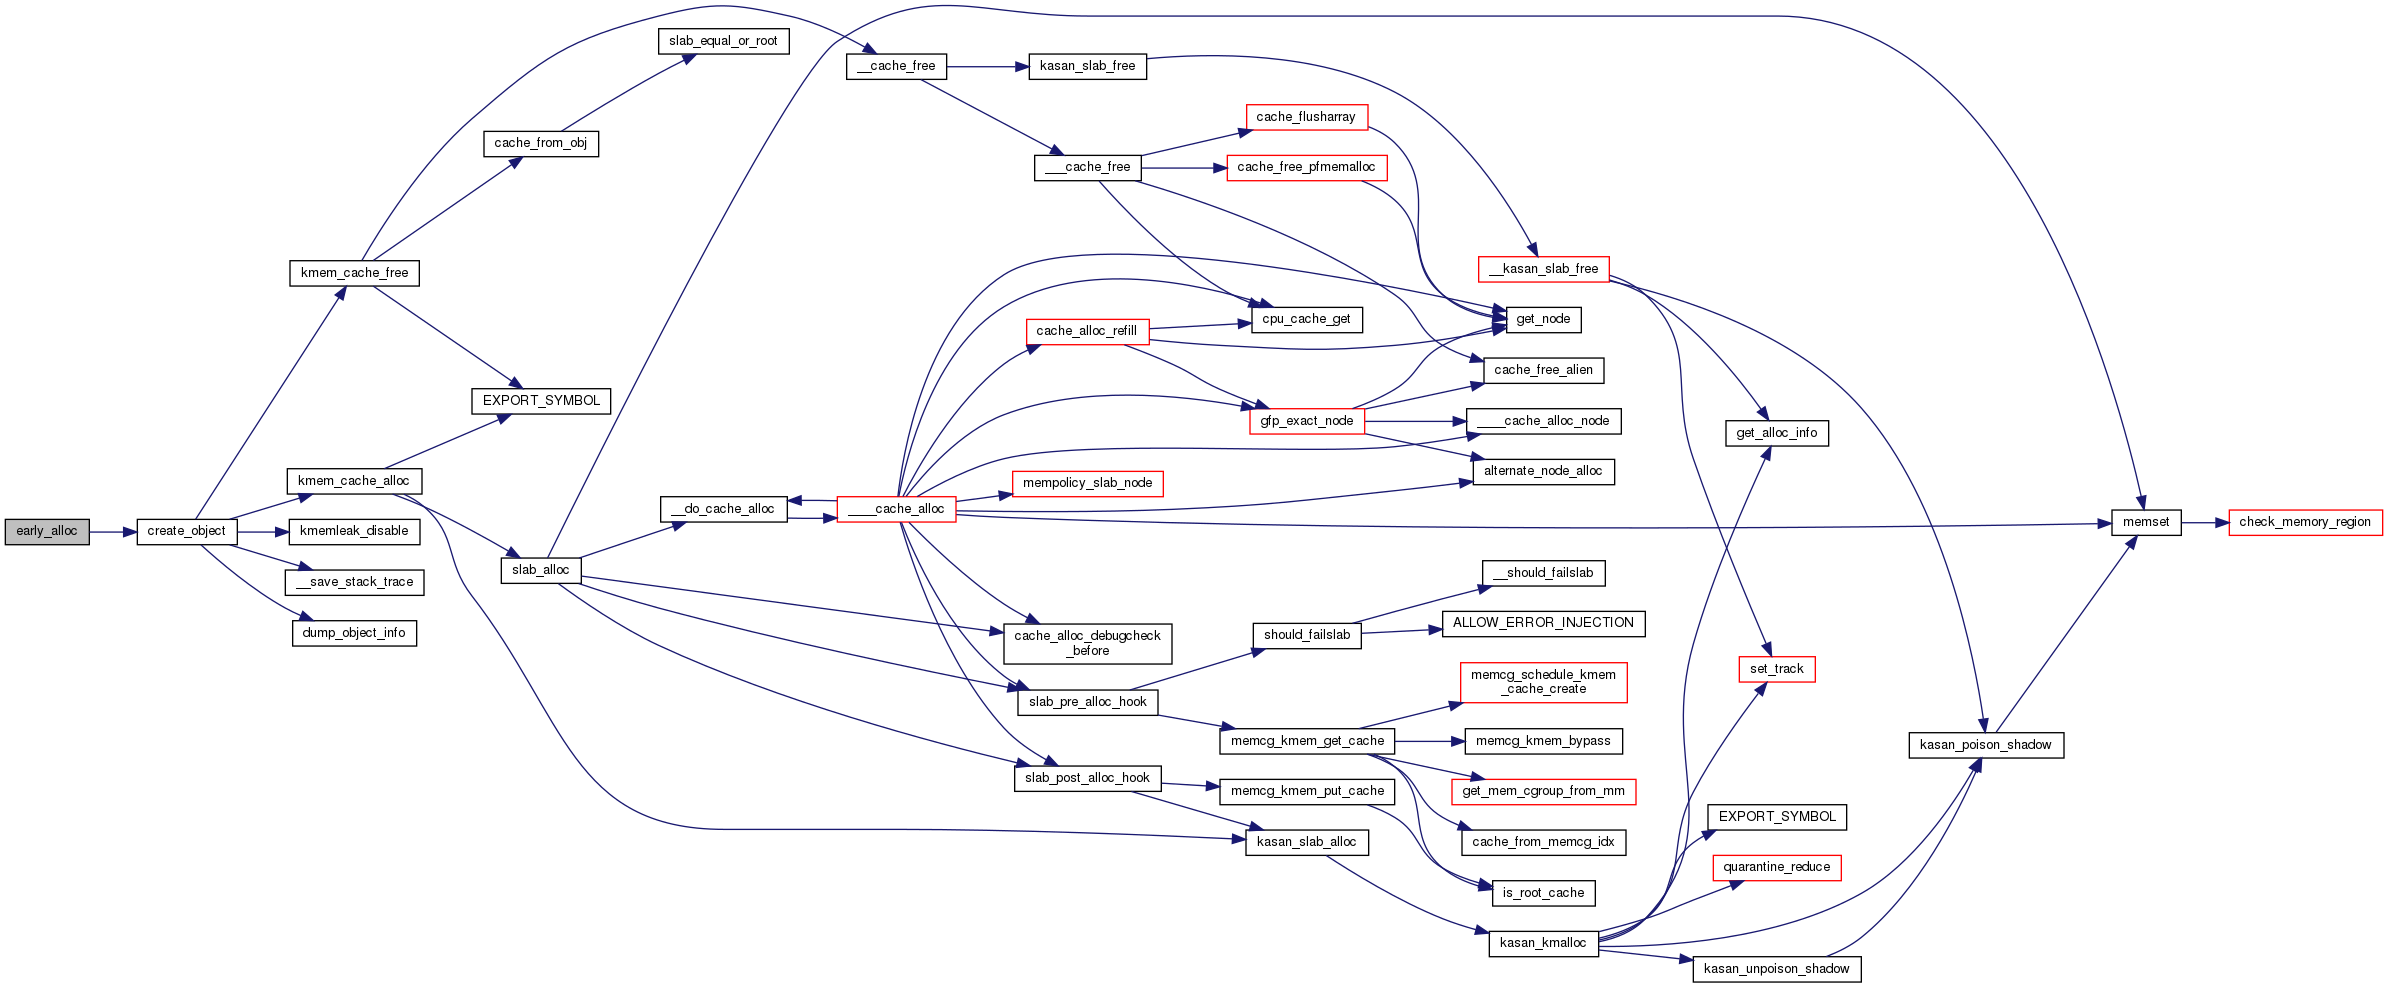 early_alloc
create_object
kmem_cache_free
kmem_cache_alloc
kmemleak_disable
__save_stack_trace
dump_object_info
slab_equal_or_root
cache_from_obj
EXPORT_SYMBOL
slab_alloc
__do_cache_alloc
__cache_free
____cache_alloc
kasan_slab_free
___cache_free
cache_alloc_refill
mempolicy_slab_node
cache_alloc_debugcheck
_before
slab_pre_alloc_hook
slab_post_alloc_hook
cache_flusharray
cache_free_pfmemalloc
cpu_cache_get
gfp_exact_node
should_failslab
memcg_kmem_get_cache
memcg_kmem_put_cache
kasan_slab_alloc
__kasan_slab_free
get_node
cache_free_alien
____cache_alloc_node
alternate_node_alloc
__should_failslab
ALLOW_ERROR_INJECTION
memcg_schedule_kmem
_cache_create
memcg_kmem_bypass
get_mem_cgroup_from_mm
cache_from_memcg_idx
is_root_cache
kasan_kmalloc
get_alloc_info
set_track
EXPORT_SYMBOL
quarantine_reduce
kasan_unpoison_shadow
kasan_poison_shadow
memset
check_memory_region